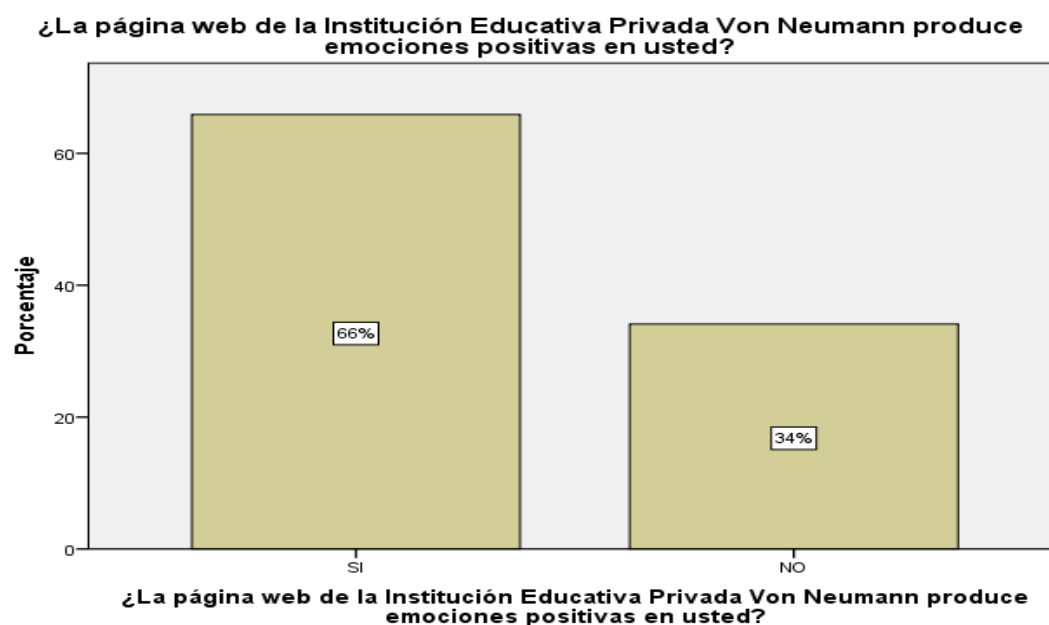 ¿La página web de la Institución Educativa Privada Von Neumann produce
emociones positivas en usted?
Porcentaje
60
40
20
0
66%
34%
SI
NO
¿La página web de la Institución Educativa Privada Von Neumann produce
emociones positivas en usted?